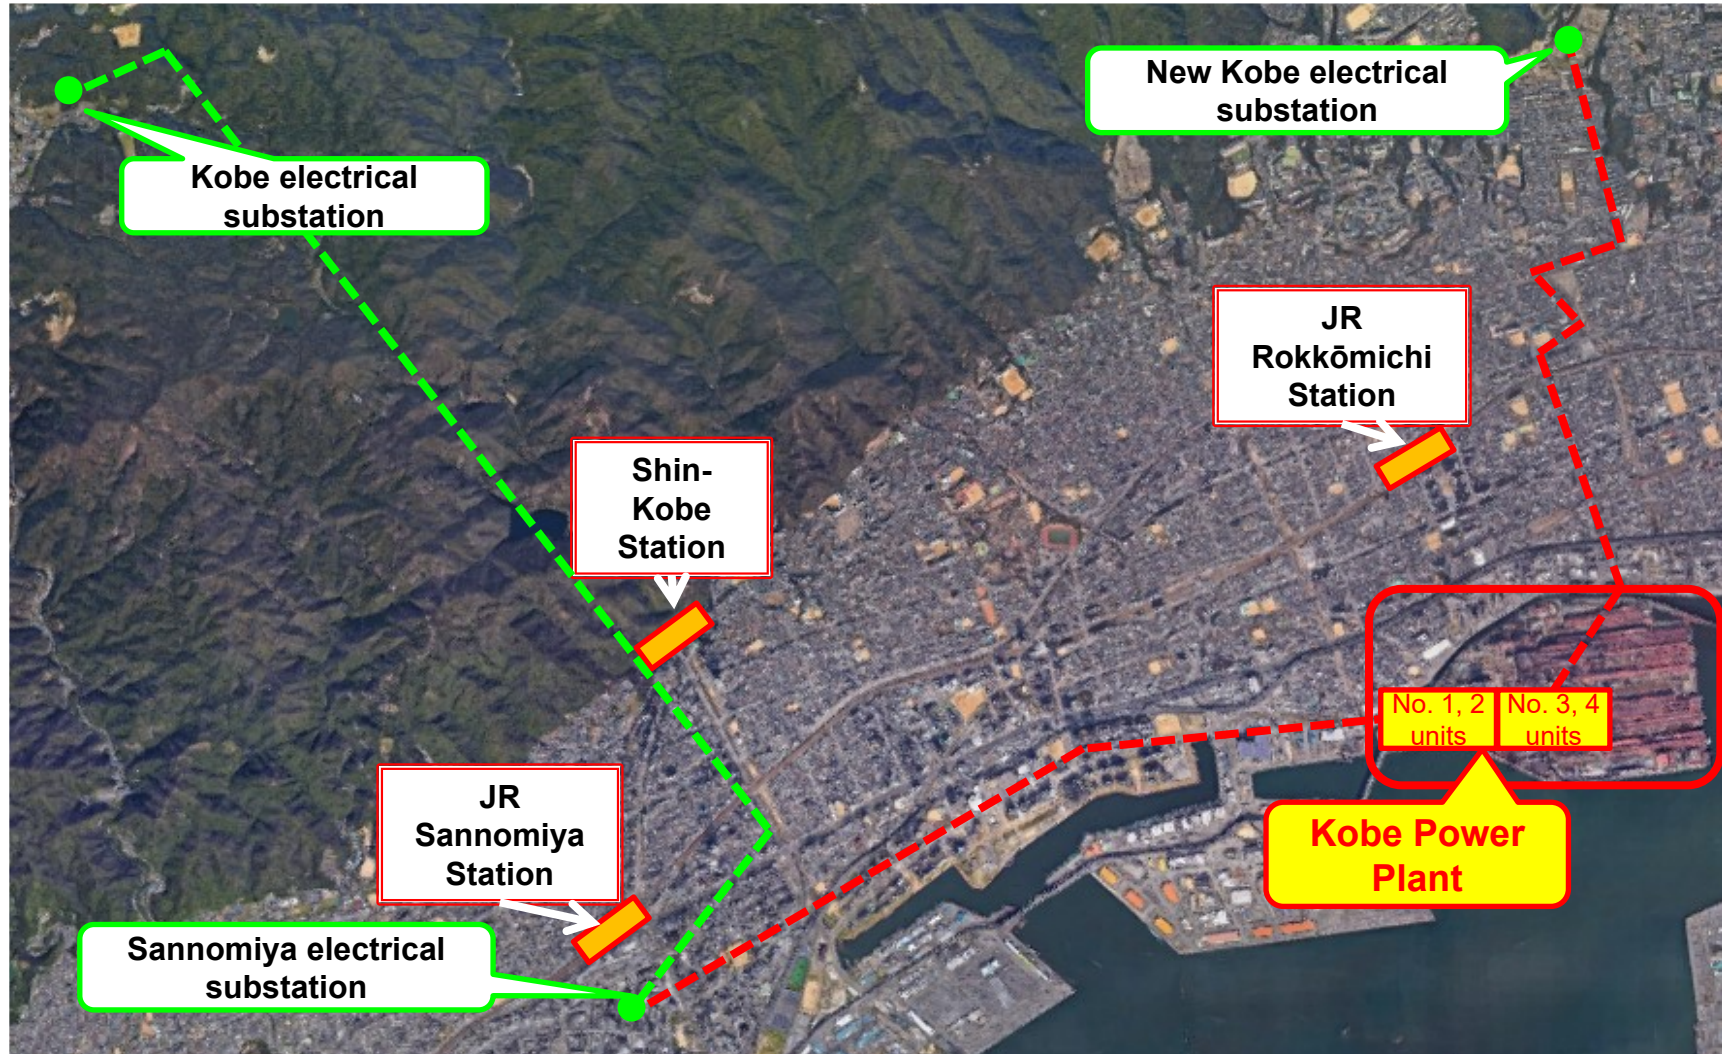 New Kobe electrical
substation
Kobe electrical
substation
JR
Rokkōmichi
Station
Shin-
Kobe
Station
No. 1, 2
units
No. 3, 4
units
JR
Sannomiya
Station
Kobe Power
Plant
Sannomiya electrical
substation